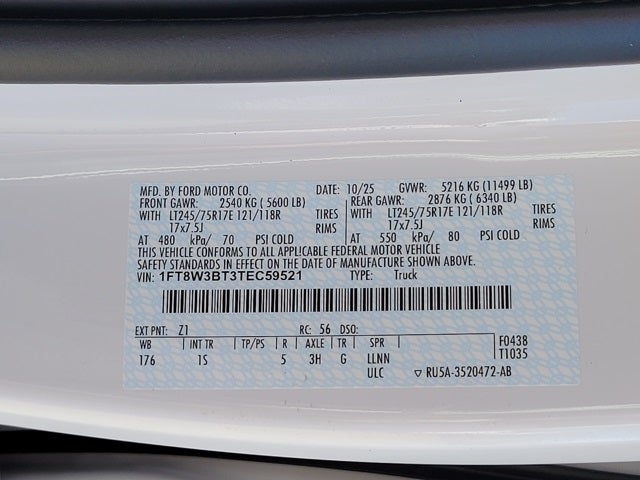 MFD. BY FORD MOTOR CO. DATE: 10/25 GVWR: 5216 KG (11499 LB)
FRONT GAWR: 2540 KG ( 5600 LB) REAR GAWR: 2876 KG ( 6340 LB)
WITH LT245/75R17E 121/118R TIRES WITH LT245/75R17E 121/118R TIRES
17x7.5J RIMS 17x7.5J RIMS
AT 480 kPa/ 70 PSI COLD AT 550 kPa/ 80 PSI COLD
THIS VEHICLE CONFORMS TO ALL APPLICABLE FEDERAL MOTOR VEHICLE
SAFETY STANDARDS IN EFFECT ON THE DATE OF MANUFACTURE SHOWN ABOVE.
VIN: 1FT8W3BT3TEC59521 TYPE: Truck
EXT PNT: Z1 RC: 56 DSO:
WB INT TR TP/PS R AXLE TR SPR F0438
176 1S 5 3H G LLNN T1035
ULC ▽ RU5A-3520472-AB